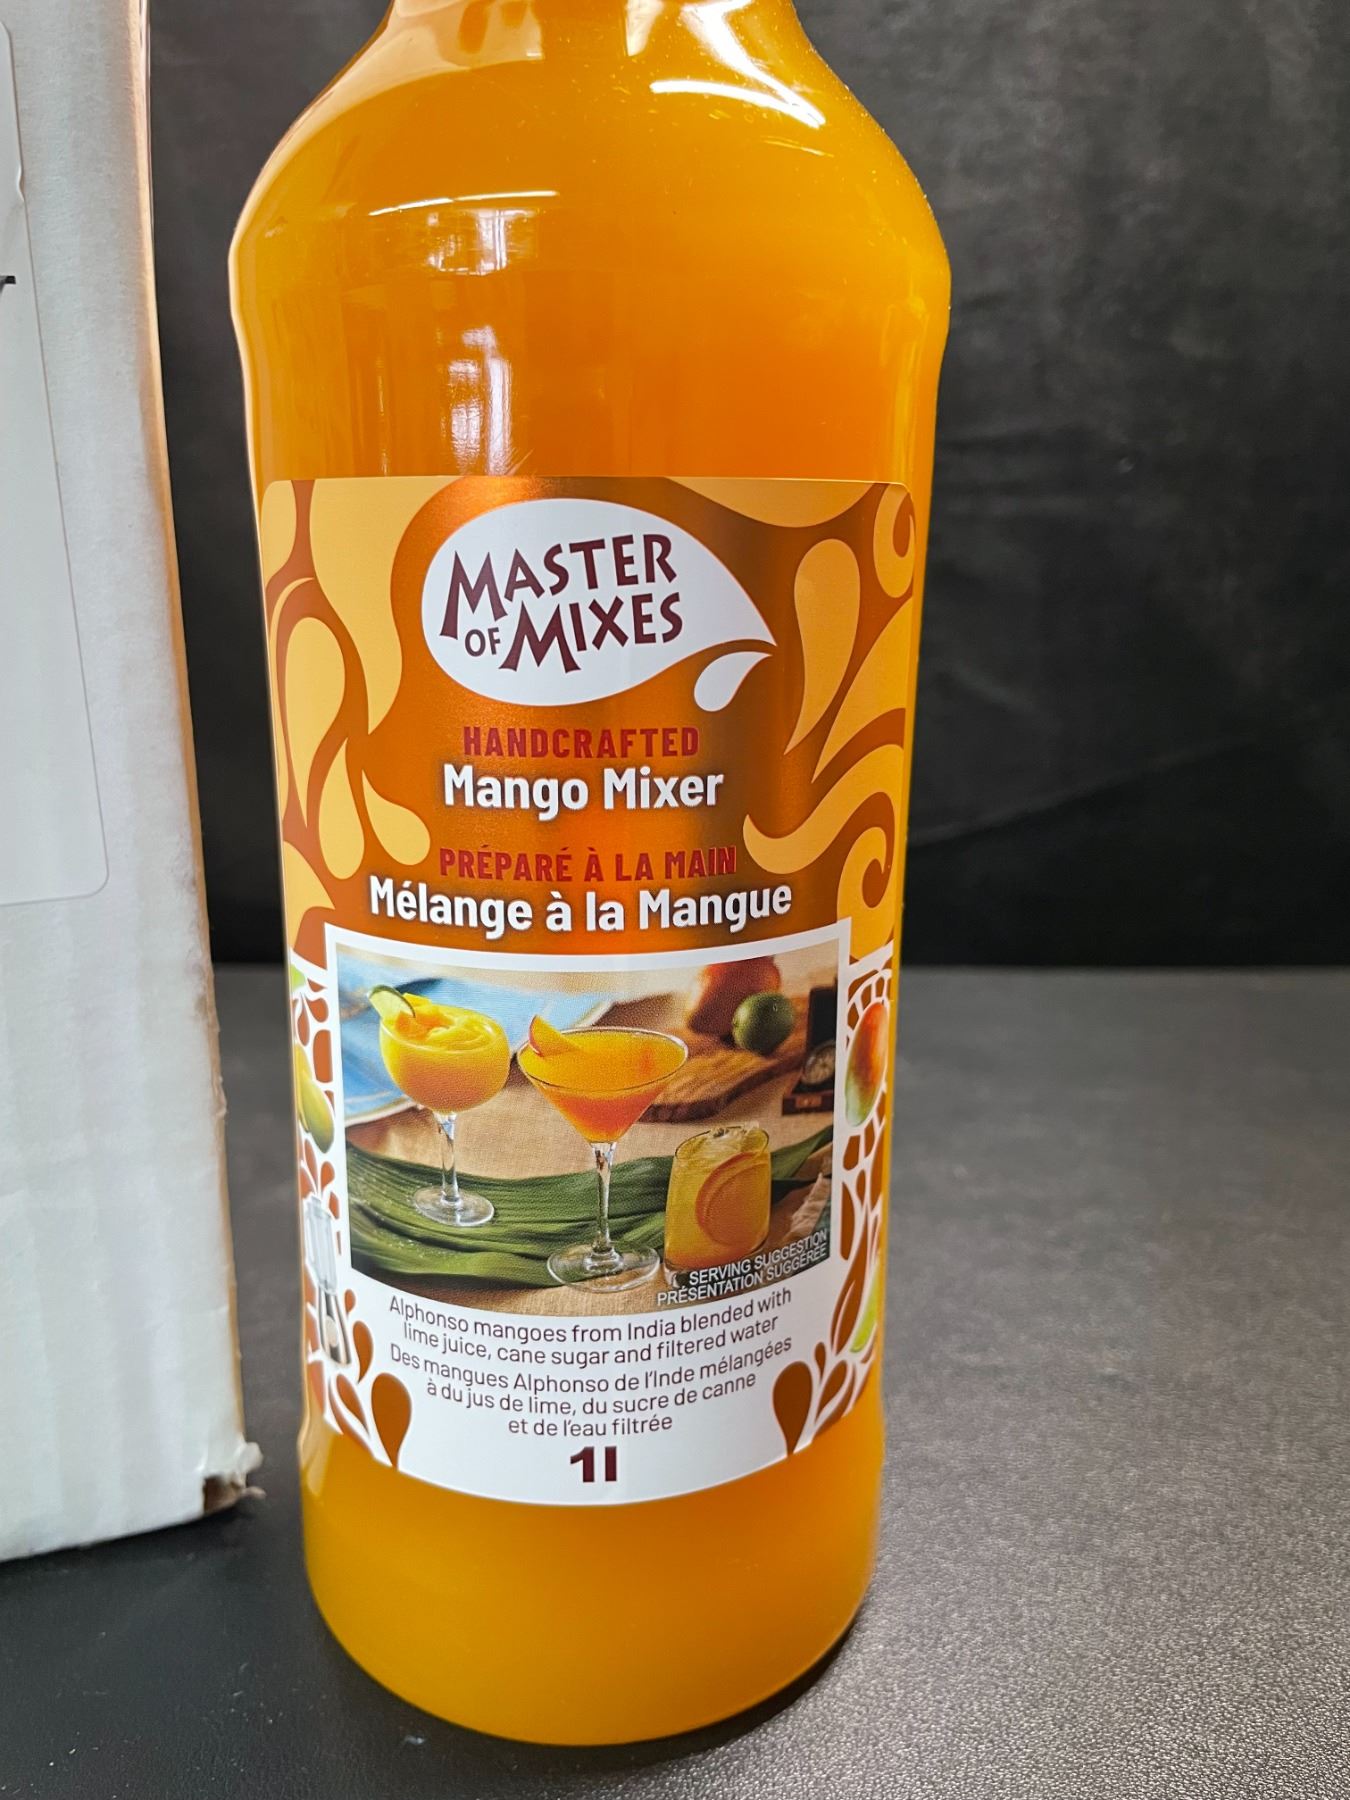 MASTER
OF MIXES
HANDCRAFTED
Mango Mixer
PRÉPARÉ À LA MAIN
Mélange à la Mangue
SERVING SUGGESTION
PRÉSENTATION SUGGÉRÉE
Alphonso mangoes from India blended with
lime juice, cane sugar and filtered water
Des mangues Alphonso de l'Inde mélangées
à du jus de lime, du sucre de canne
et de l'eau filtrée
1l